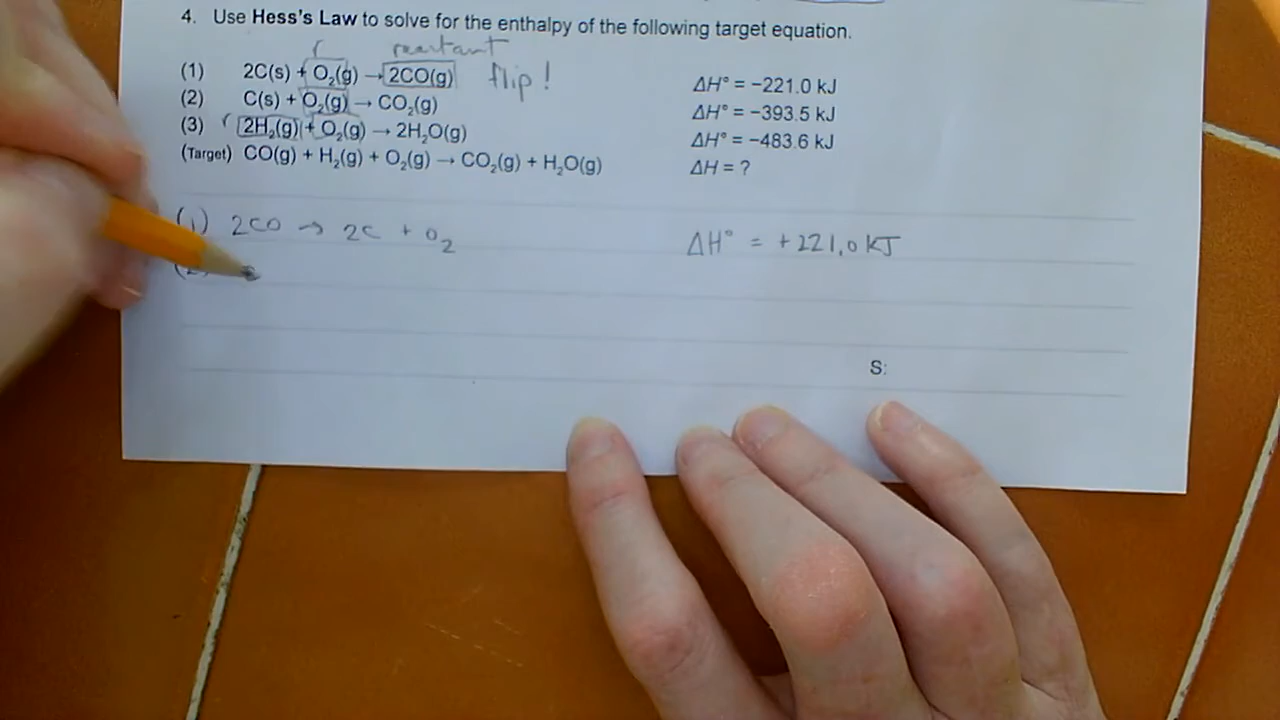 4. Use Hess's Law to solve for the enthalpy of the following target equation.
r reactant
(1) 2C(s) + O₂(g) → 2CO(g) flip! ΔH° = −221.0 kJ
(2) C(s) + O₂(g) → CO₂(g) ΔH° = −393.5 kJ
(3) r 2H₂(g) + O₂(g) → 2H₂O(g) ΔH° = −483.6 kJ
(Target) CO(g) + H₂(g) + O₂(g) → CO₂(g) + H₂O(g) ΔH = ?
(1) 2CO → 2C + O₂ ΔH° = +221.0 KJ
(2)
S: